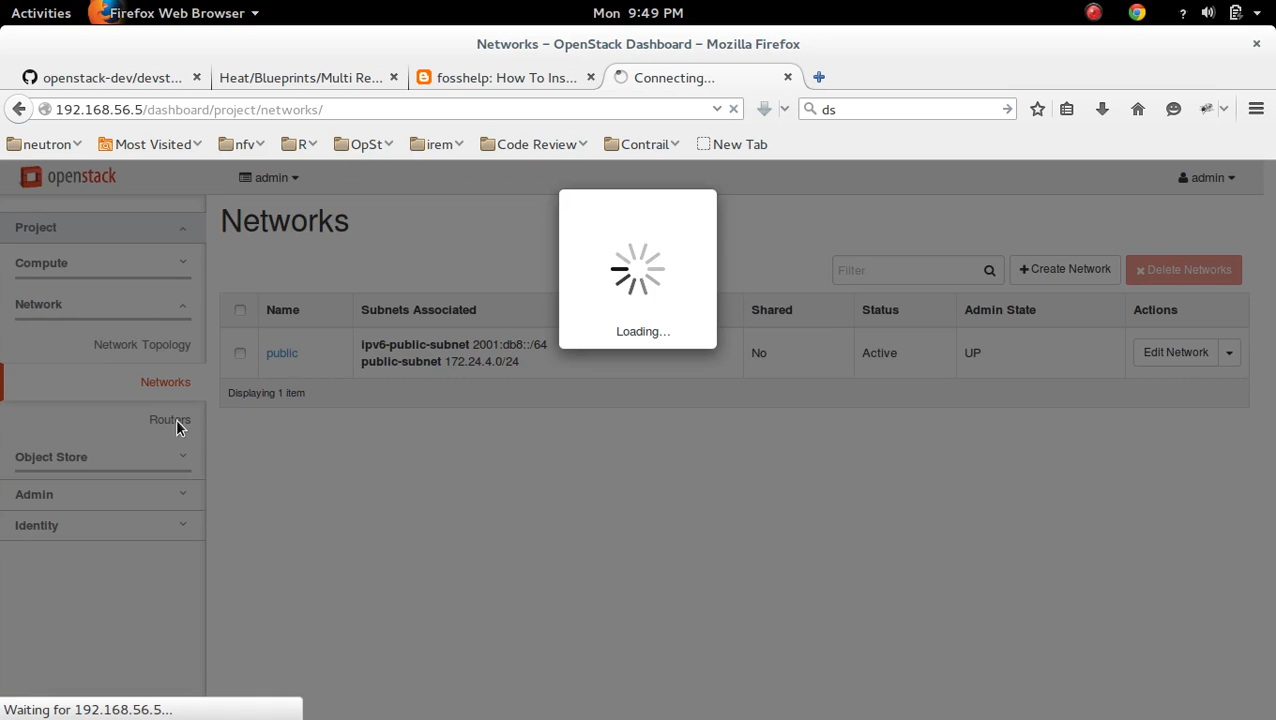 Activities Firefox Web Browser Mon 9:49 PM ?
Networks – OpenStack Dashboard – Mozilla Firefox
openstack-dev/devst... Heat/Blueprints/Multi Re... fosshelp: How To Ins... Connecting...
192.168.56.5/dashboard/project/networks/ ds
neutron Most Visited nfv R OpSt irem Code Review Contrail New Tab
openstack admin admin
Project
Networks
Compute
Filter Create Network Delete Networks
Network
Name Subnets Associated Shared Status Admin State Actions
Loading...
Network Topology
public ipv6-public-subnet 2001:db8::/64 No Active UP Edit Network
public-subnet 172.24.4.0/24
Networks
Displaying 1 item
Routers
Object Store
Admin
Identity
Waiting for 192.168.56.5...